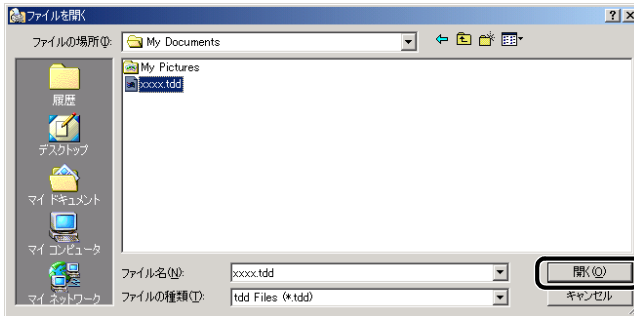 ファイルを開く
ファイルの場所(I): My Documents
My Pictures
xxxx.tdd
履歴
デスクトップ
マイ ドキュメント
マイ コンピュータ
マイ ネットワーク
ファイル名(N): xxxx.tdd 開く(O)
ファイルの種類(T): tdd Files (*.tdd) キャンセル